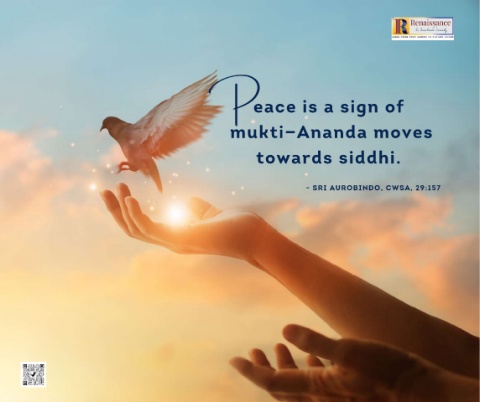 Renaissance
Peace is a sign of
mukti–Ananda moves
towards siddhi.
- SRI AUROBINDO, CWSA, 29:157